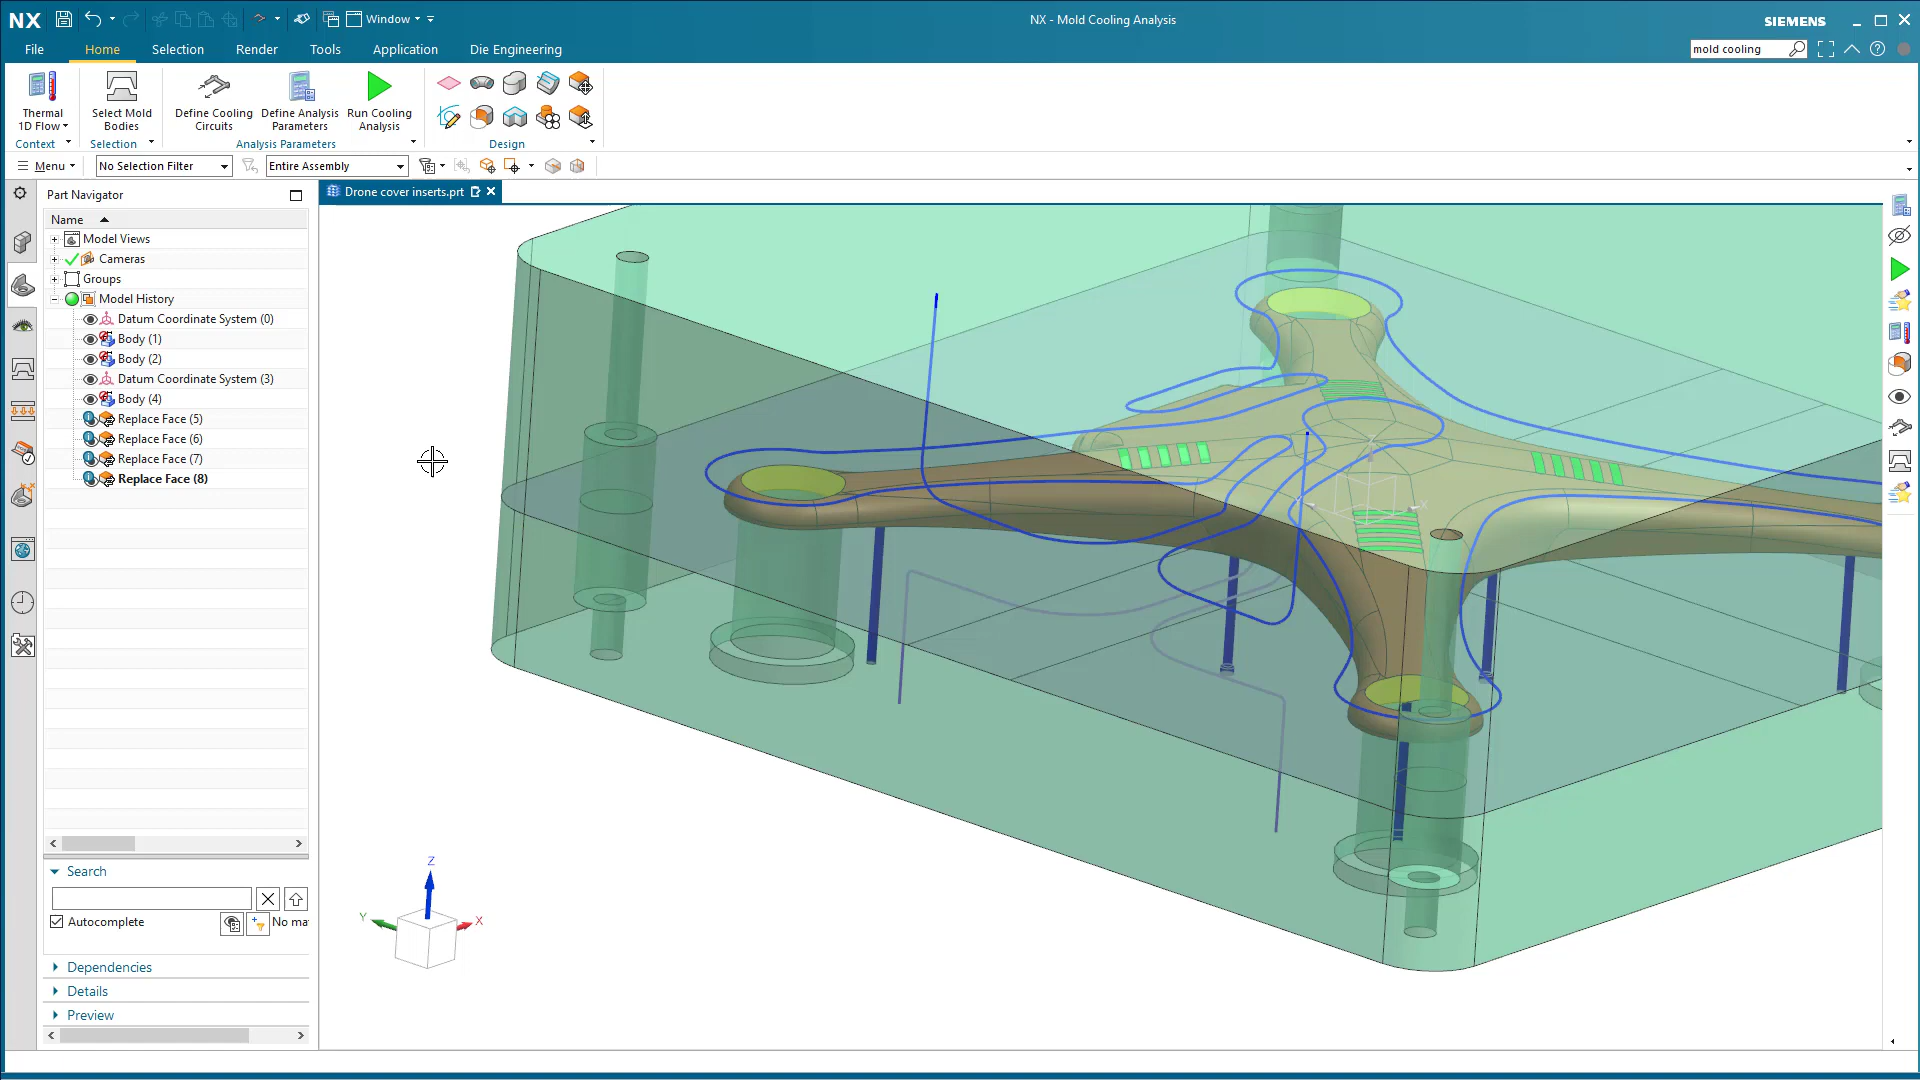 NX
Window
NX - Mold Cooling Analysis
SIEMENS
File
Home
Selection
Render
Tools
Application
Die Engineering
mold cooling
Thermal
1D Flow
Select Mold
Bodies
Define Cooling
Circuits
Define Analysis
Parameters
Run Cooling
Analysis
Context
Selection
Analysis Parameters
Design
Menu
No Selection Filter
Entire Assembly
Part Navigator
Drone cover inserts.prt
Name
Model Views
Cameras
Groups
Model History
Datum Coordinate System (0)
Body (1)
Body (2)
Datum Coordinate System (3)
Body (4)
Replace Face (5)
Replace Face (6)
Replace Face (7)
Replace Face (8)
Search
Autocomplete
No ma
Dependencies
Details
Preview
Z
Y
X
X